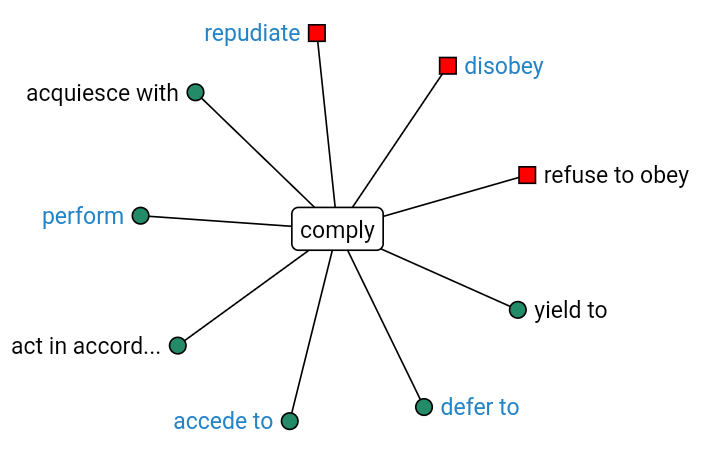 repudiate
disobey
acquiesce with
refuse to obey
perform
comply
yield to
act in accord...
defer to
accede to